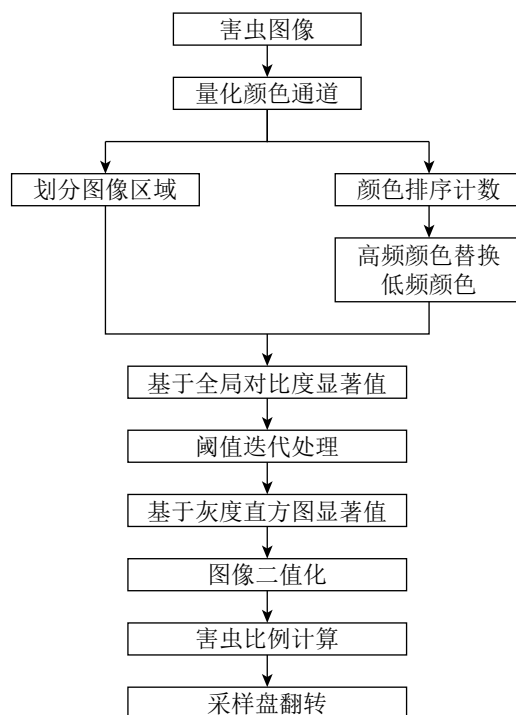 害虫图像
量化颜色通道
划分图像区域
颜色排序计数
高频颜色替换
低频颜色
基于全局对比度显著值
阈值迭代处理
基于灰度直方图显著值
图像二值化
害虫比例计算
采样盘翻转